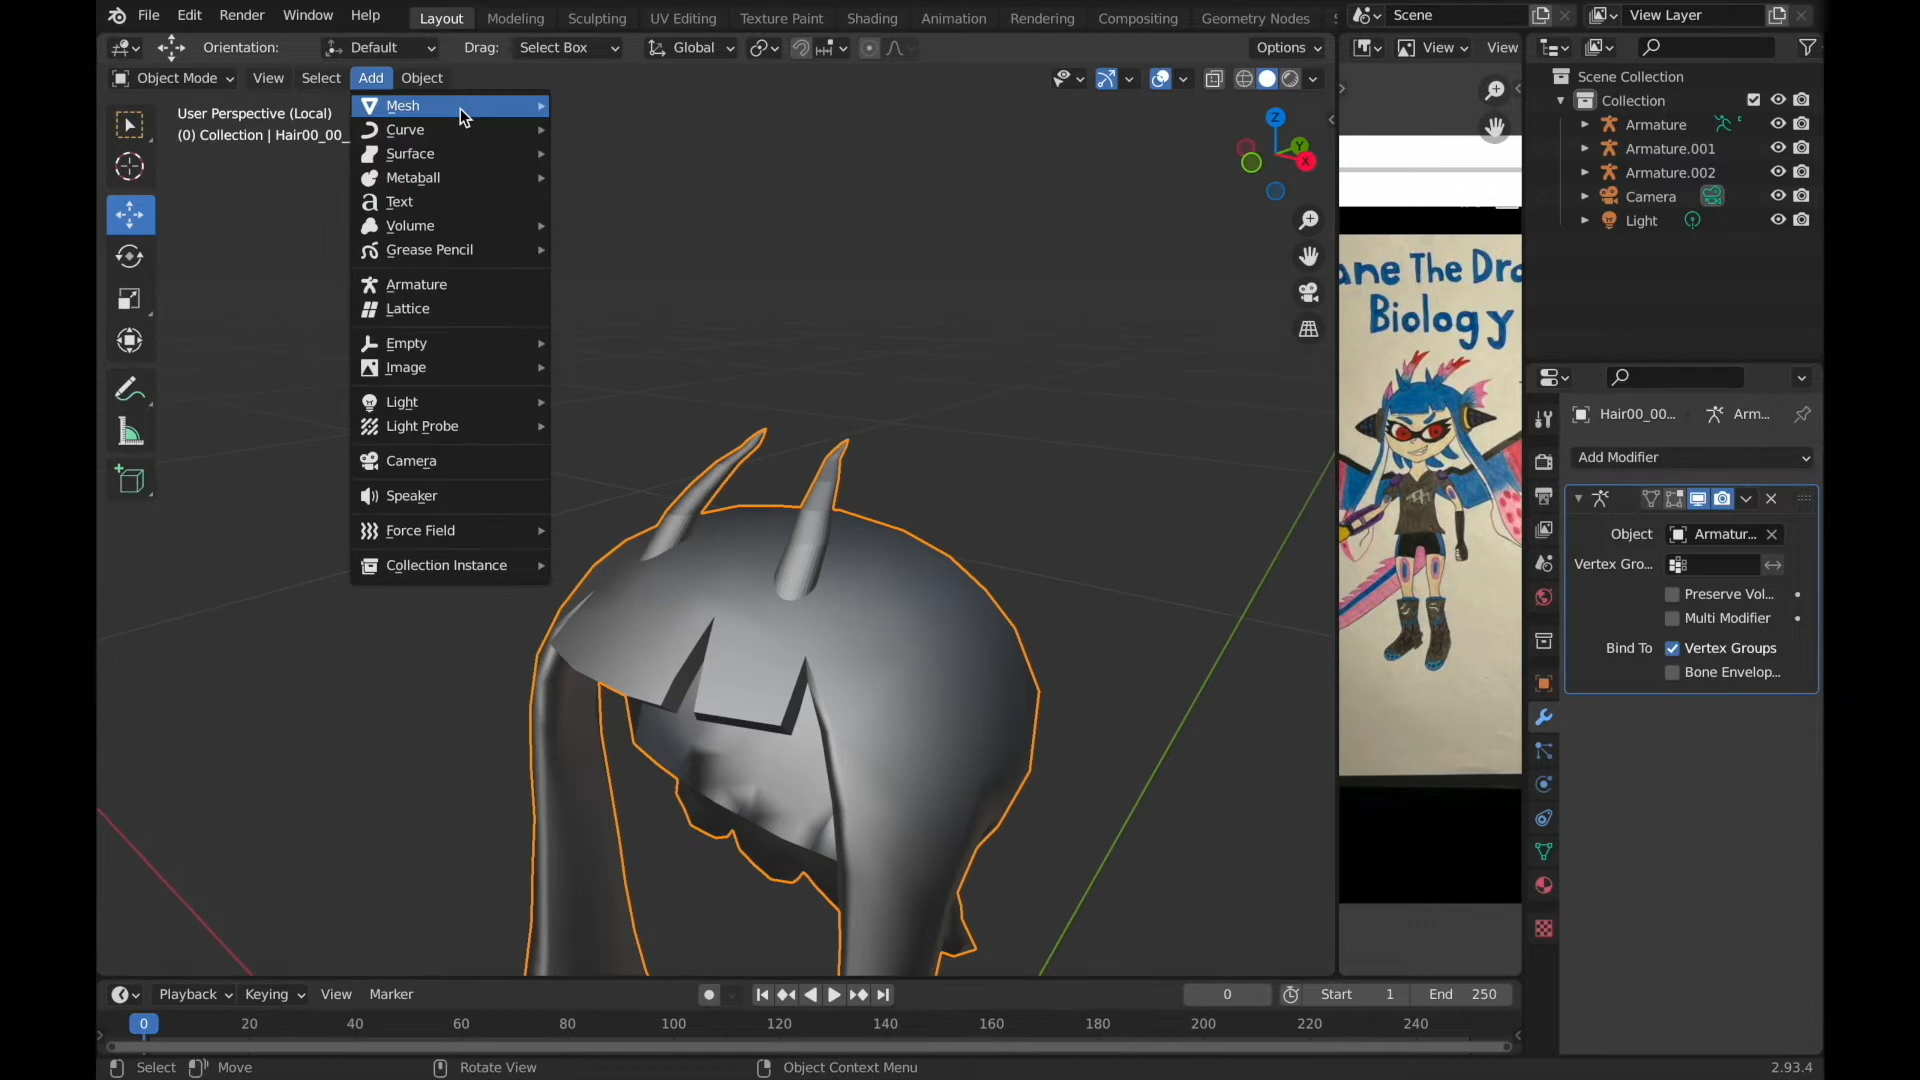 File Edit Render Window Help Layout Modeling Sculpting UV Editing Texture Paint Shading Animation Rendering Compositing Geometry Nodes Scene View Layer
Orientation: Default Drag: Select Box Global Options View View
Object Mode View Select Add Object
User Perspective (Local)
(0) Collection | Hair00_00_
Mesh
Curve
Surface
Metaball
Text
Volume
Grease Pencil
Armature
Lattice
Empty
Image
Light
Light Probe
Camera
Speaker
Force Field
Collection Instance
Z
Y
X
ane The Dra
Biology
Scene Collection
Collection
Armature
Armature.001
Armature.002
Camera
Light
Hair00_00... Arm...
Add Modifier
Object Armatur...
Vertex Gro...
Preserve Vol...
Multi Modifier
Bind To Vertex Groups
Bone Envelop...
Playback Keying View Marker 0 Start 1 End 250
0 20 40 60 80 100 120 140 160 180 200 220 240
Select Move Rotate View Object Context Menu 2.93.4